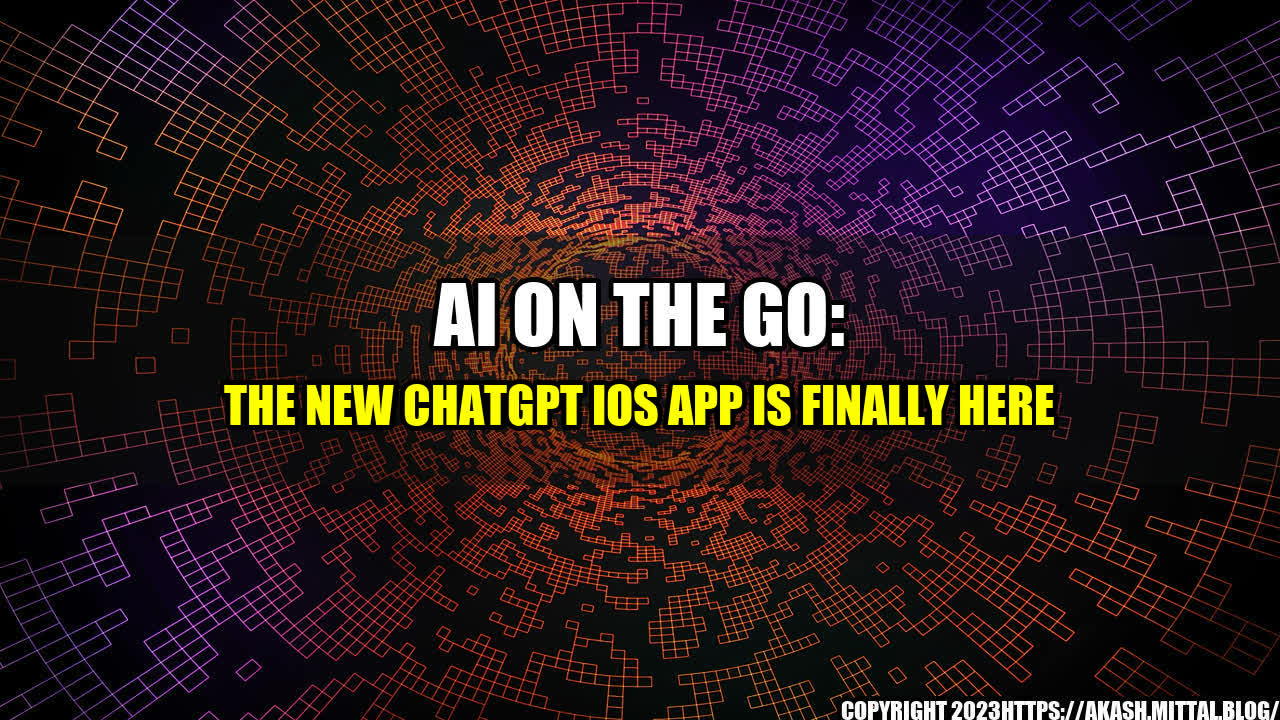 AI ON THE GO:
THE NEW CHATGPT IOS APP IS FINALLY HERE
COPYRIGHT 2023HTTPS://AKASH.MITTAL.BLOG/